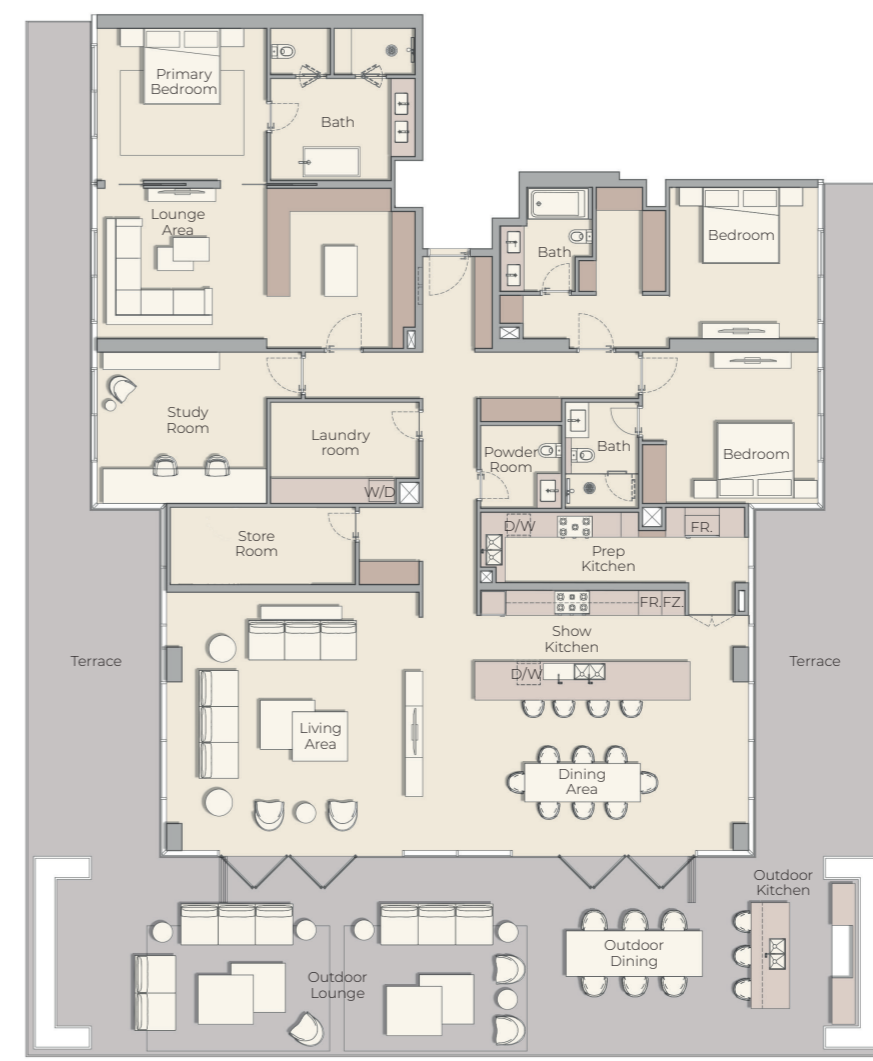 Primary
Bedroom
Bath
Lounge
Area
Bath
Bedroom
Study
Room
Laundry
room
W/D
Powder
Room
Bath
Bedroom
Store
Room
D/W
FR.
Prep
Kitchen
FR.FZ.
Show
Kitchen
Terrace
D/W
Terrace
Living
Area
Dining
Area
Outdoor
Kitchen
Outdoor
Lounge
Outdoor
Dining